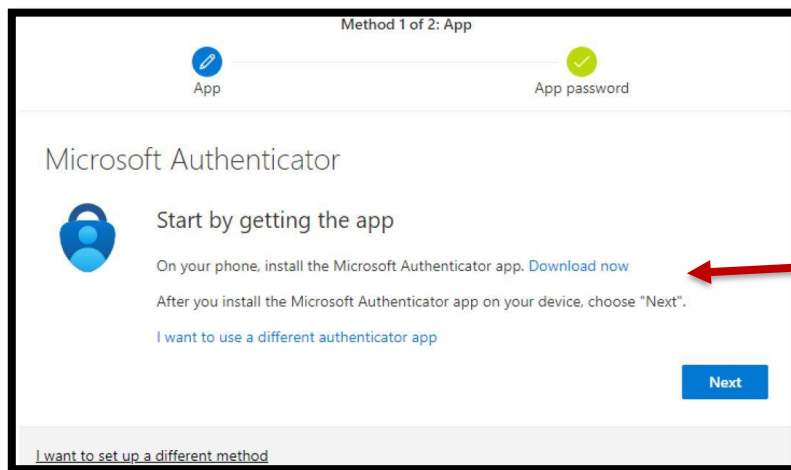 Method 1 of 2: App
App
App password
Microsoft Authenticator
Start by getting the app
On your phone, install the Microsoft Authenticator app. Download now
After you install the Microsoft Authenticator app on your device, choose "Next".
I want to use a different authenticator app
Next
I want to set up a different method